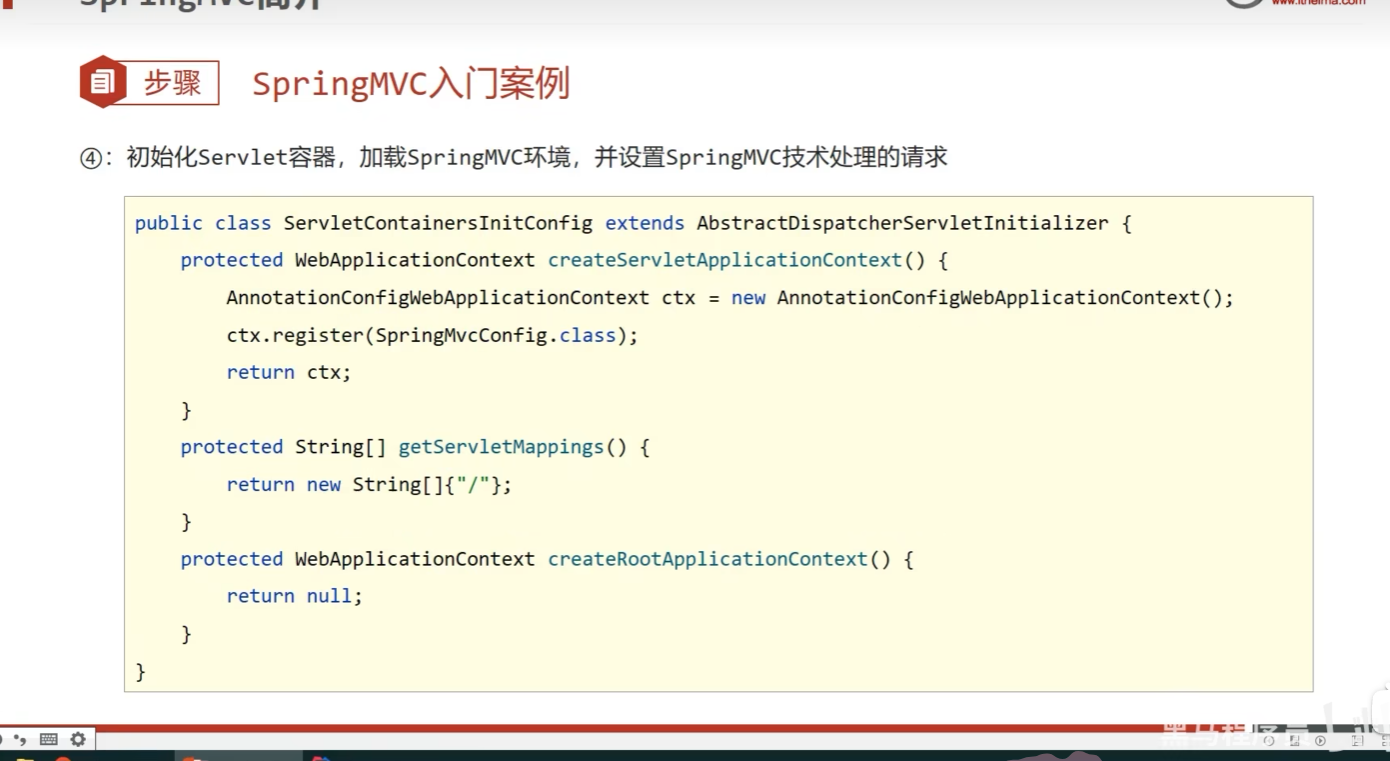 SpringMVC简介
www.itheima.com
步骤 SpringMVC入门案例
④：初始化Servlet容器，加载SpringMVC环境，并设置SpringMVC技术处理的请求
public class ServletContainersInitConfig extends AbstractDispatcherServletInitializer {
    protected WebApplicationContext createServletApplicationContext() {
        AnnotationConfigWebApplicationContext ctx = new AnnotationConfigWebApplicationContext();
        ctx.register(SpringMvcConfig.class);
        return ctx;
    }
    protected String[] getServletMappings() {
        return new String[]{"/"};
    }
    protected WebApplicationContext createRootApplicationContext() {
        return null;
    }
}
黑马程序员